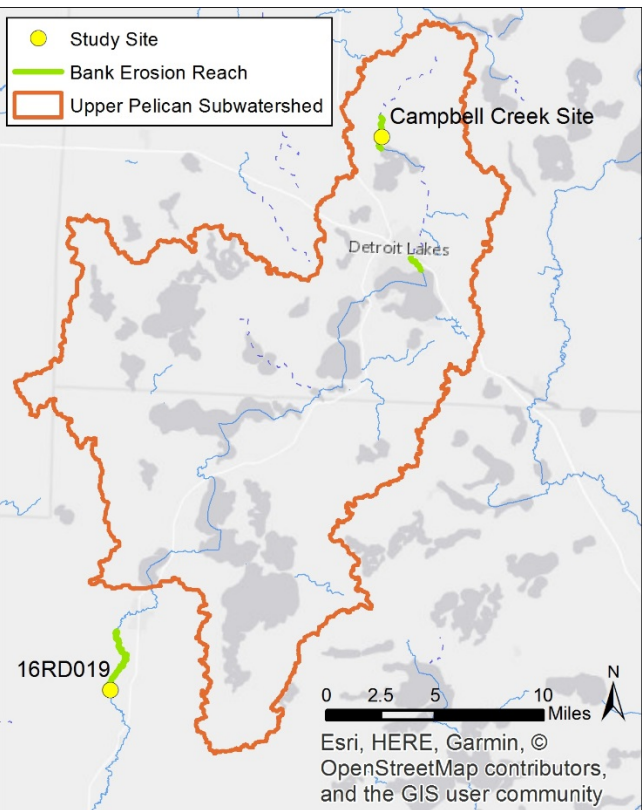 Study Site
Bank Erosion Reach
Upper Pelican Subwatershed
Campbell Creek Site
Detroit Lakes
16RD019
0 2.5 5 10
Miles
N
Esri, HERE, Garmin, ©
OpenStreetMap contributors,
and the GIS user community